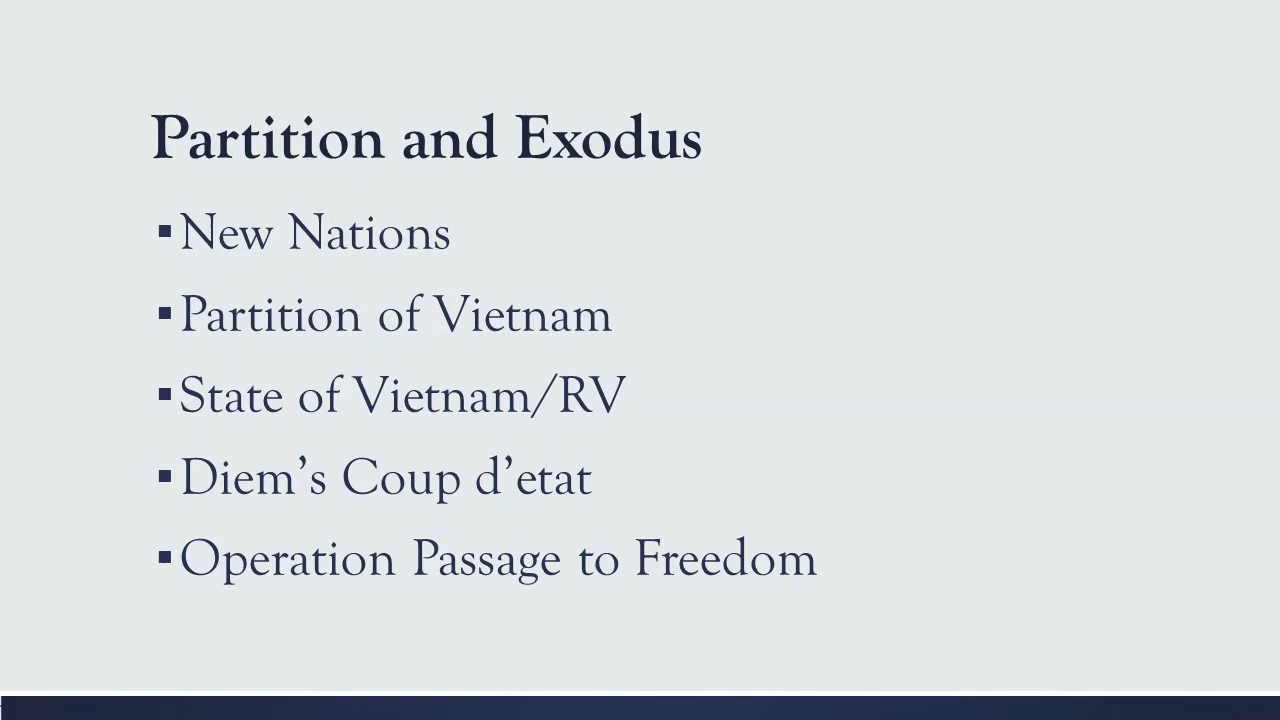 Partition and Exodus
▪New Nations
▪Partition of Vietnam
▪State of Vietnam/RV
▪Diem’s Coup d’etat
▪Operation Passage to Freedom